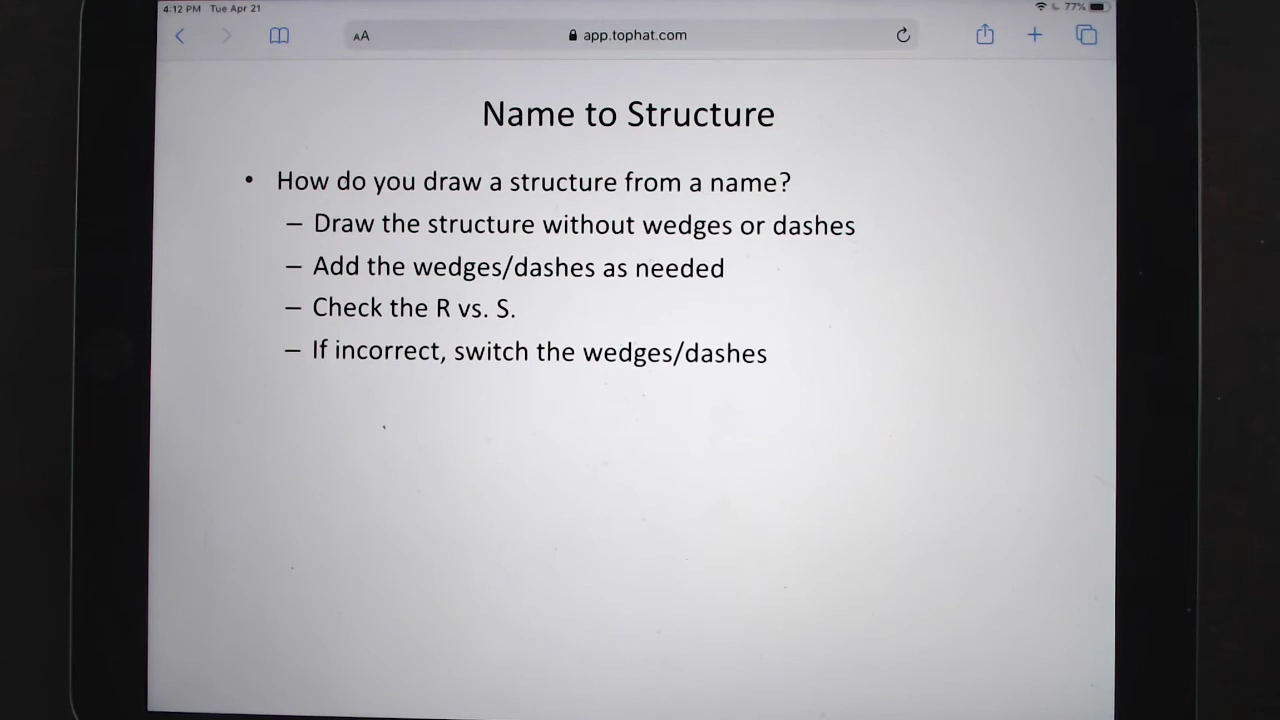 4:12 PM Tue Apr 21
77%
AA
app.tophat.com
Name to Structure
• How do you draw a structure from a name?
– Draw the structure without wedges or dashes
– Add the wedges/dashes as needed
– Check the R vs. S.
– If incorrect, switch the wedges/dashes